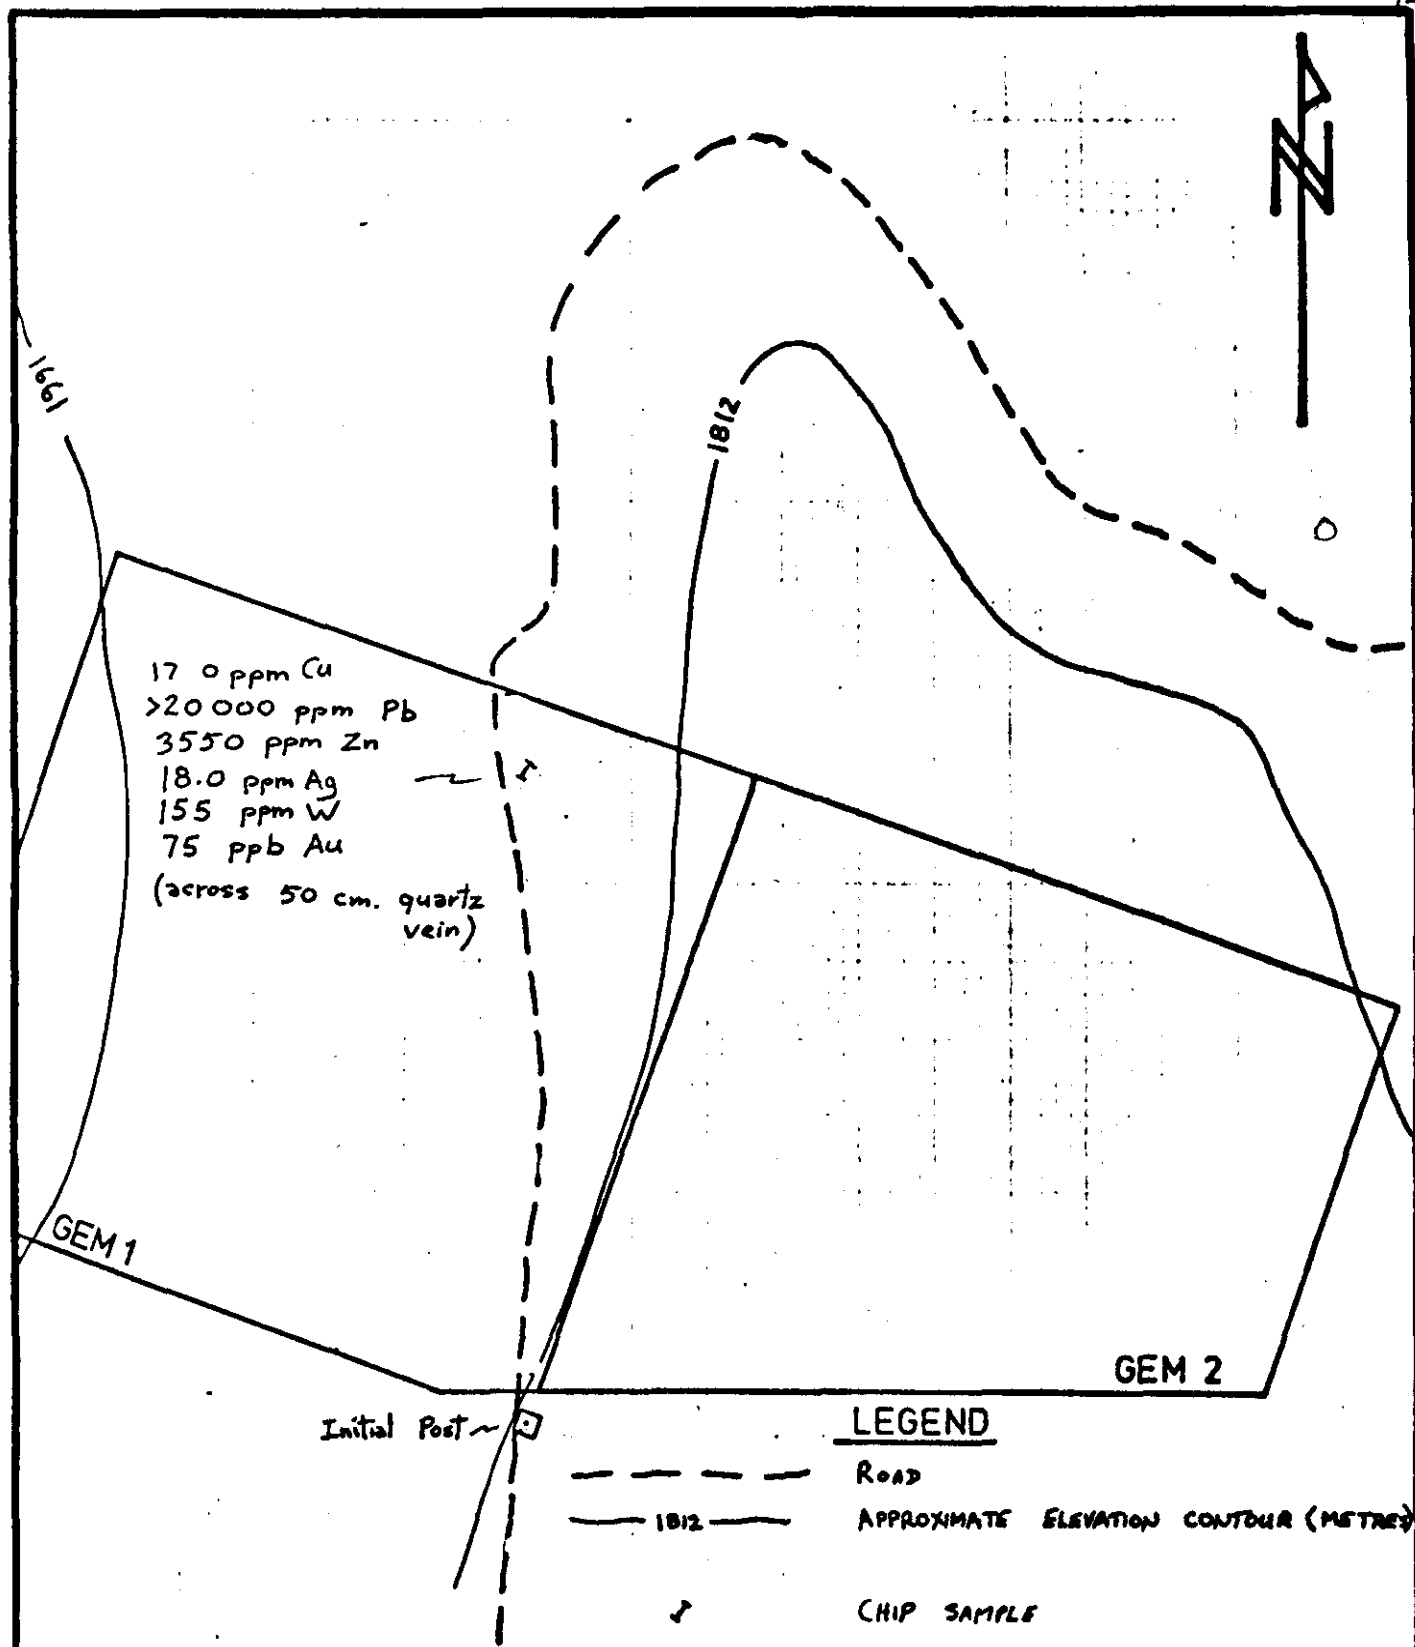 N
1661
1812
17 0 ppm Cu
>20 000 ppm Pb
3550 ppm Zn
18.0 ppm Ag
155 ppm W
75 ppb Au
(across 50 cm. quartz
vein)
GEM 1
GEM 2
Initial Post
LEGEND
ROAD
1812
APPROXIMATE ELEVATION CONTOUR (METRES)
CHIP SAMPLE